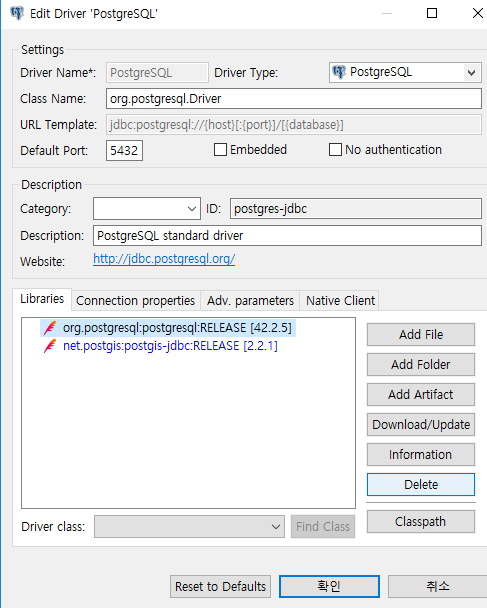 Edit Driver 'PostgreSQL'
Settings
Driver Name*: PostgreSQL Driver Type: PostgreSQL
Class Name: org.postgresql.Driver
URL Template: jdbc:postgresql://{host}[:{port}]/[{database}]
Default Port: 5432 Embedded No authentication
Description
Category: ID: postgres-jdbc
Description: PostgreSQL standard driver
Website: http://jdbc.postgresql.org/
Libraries Connection properties Adv. parameters Native Client
org.postgresql:postgresql:RELEASE [42.2.5]
net.postgis:postgis-jdbc:RELEASE [2.2.1]
Add File
Add Folder
Add Artifact
Download/Update
Information
Delete
Classpath
Driver class: Find Class
Reset to Defaults 확인 취소